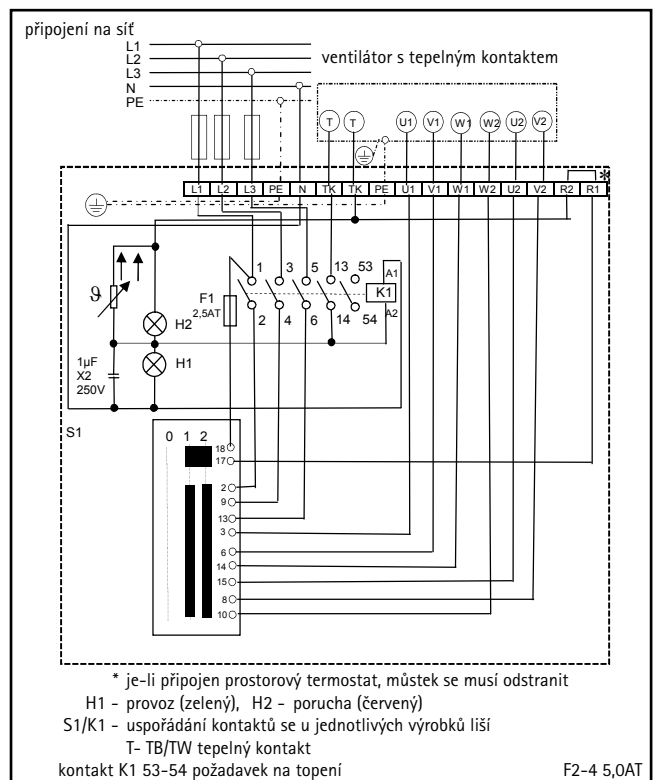 připojení na síť
L1
L2
L3
N
PE
ventilátor s tepelným kontaktem
T T U1 V1 W1 W2 U2 V2
*
L1 L2 L3 PE N TK TK PE U1 V1 W1 W2 U2 V2 R2 R1
1 3 5 13 53
A1
ϑ
F1
2,5AT
K1
A2
H2
2 4 6 14 54
H1
1µF
X2
250V
S1
0 1 2
18
17
2
9
13
3
6
14
15
8
10
* je-li připojen prostorový termostat, můstek se musí odstranit
H1 - provoz (zelený), H2 - porucha (červený)
S1/K1 - uspořádání kontaktů se u jednotlivých výrobků liší
T- TB/TW tepelný kontakt
kontakt K1 53-54 požadavek na topení F2-4 5,0AT